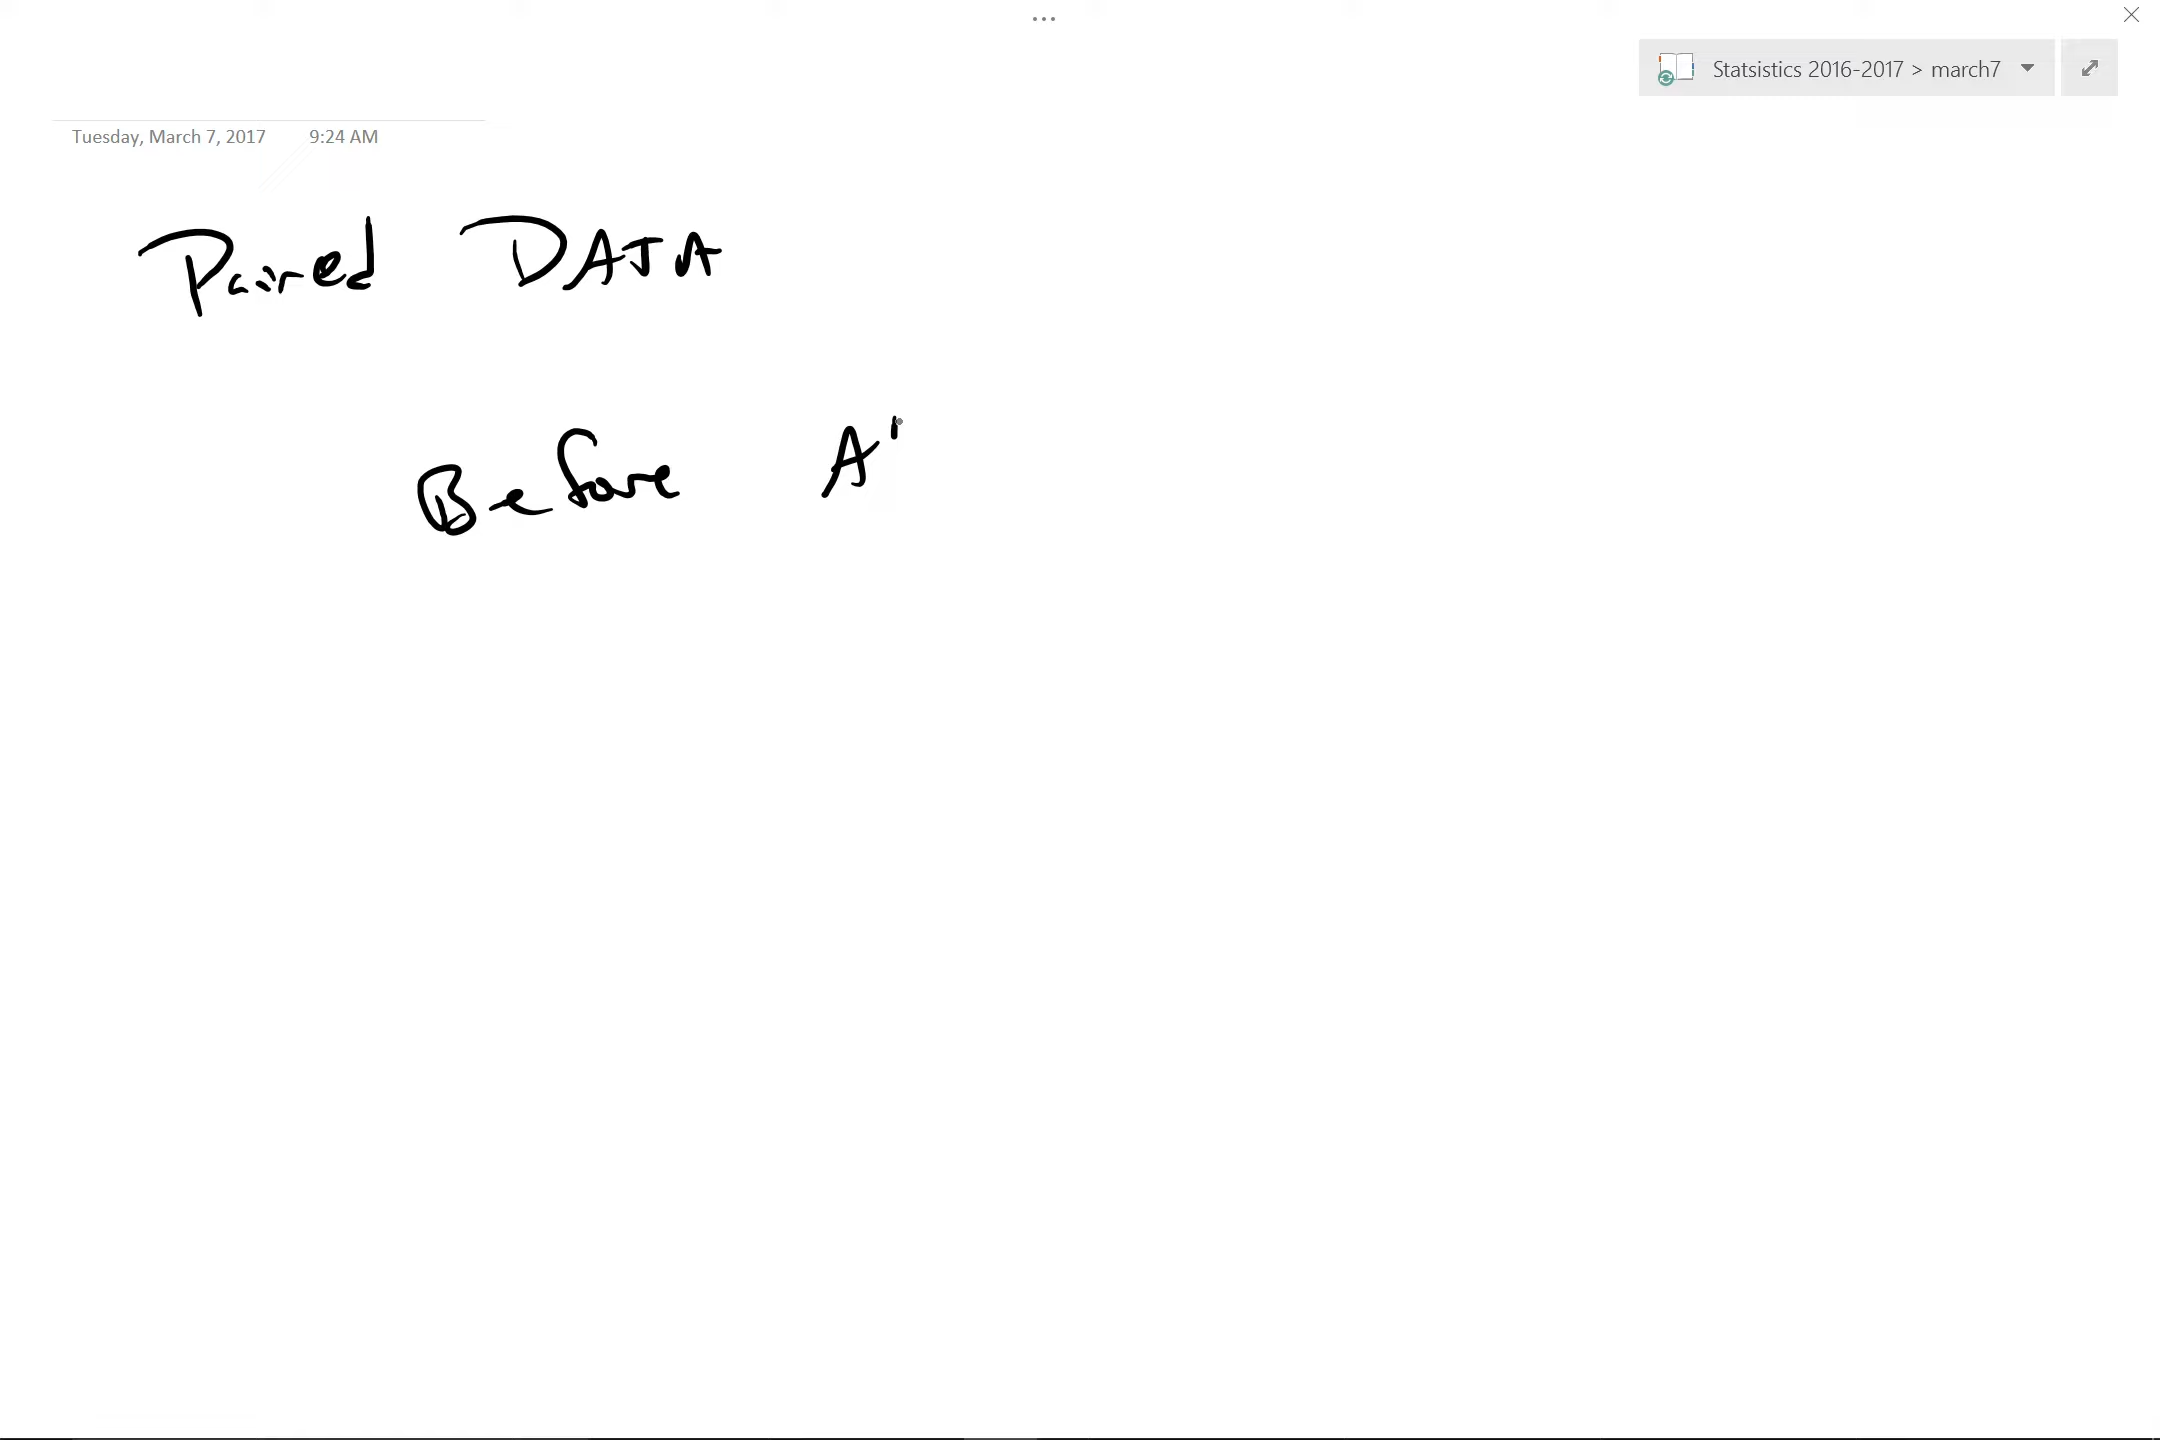 ...
Statsistics 2016-2017 > march7
Tuesday, March 7, 2017 9:24 AM
Paired DATA
Before A